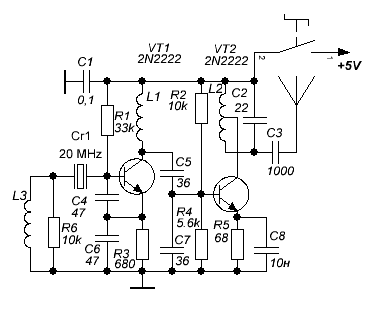 VT1
2N2222
VT2
2N2222
+5V
2
1
C1
0,1
L1
R2
10k
L2
C2
22
R1
33k
Cr1
20 MHz
C3
1000
C5
36
L3
C4
47
R4
5.6k
R6
10k
C6
47
R3
680
C7
36
R5
68
C8
10н